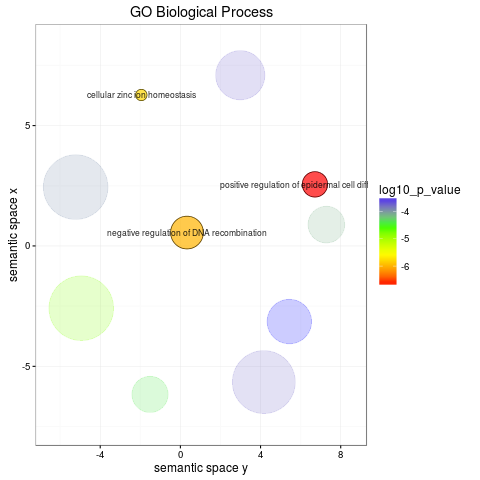 GO Biological Process
cellular zinc ion homeostasis
positive regulation of epidermal cell diff
negative regulation of DNA recombination
5
0
-5
-4
0
4
8
semantic space x
semantic space y
log10_p_value
-4
-5
-6